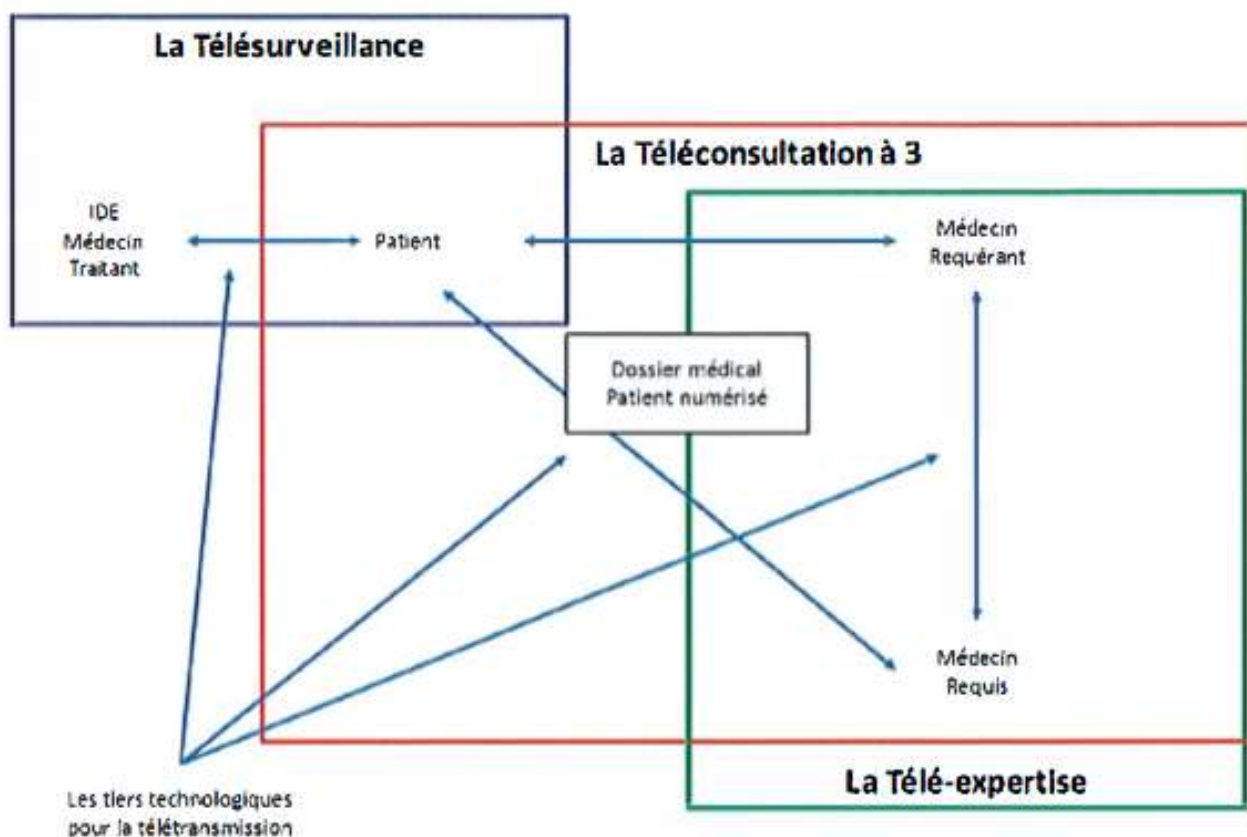 La Télésurveillance
La Téléconsultation à 3
IDE
Médecin
Traitant
Patient
Médecin
Requérant
Dossier médical
Patient numérisé
Médecin
Requis
La Télé-expertise
Les tiers technologiques
pour la télétransmission